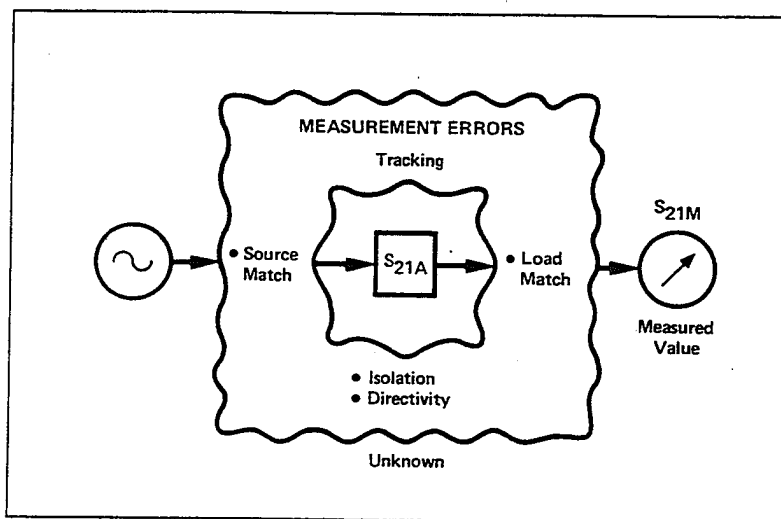 MEASUREMENT ERRORS
Tracking
• Source
Match
S21A
• Load
Match
S21M
Measured
Value
• Isolation
• Directivity
Unknown